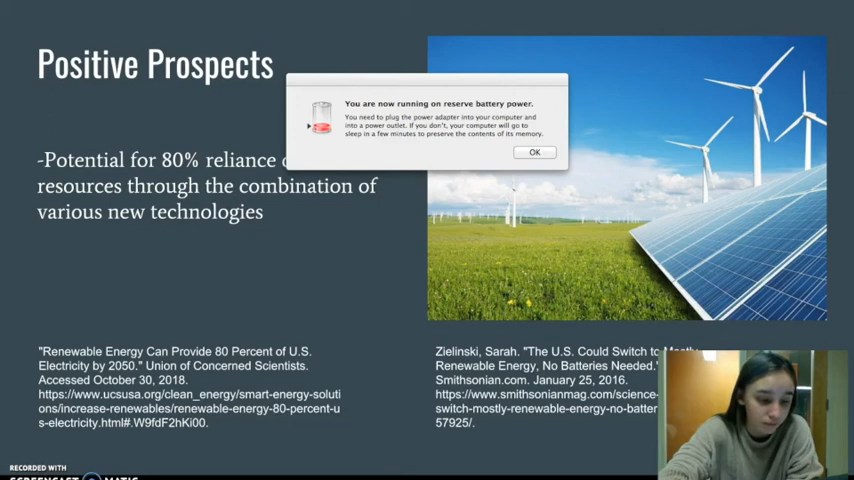 Positive Prospects
You are now running on reserve battery power.
You need to plug the power adapter into your computer and
into a power outlet. If you don't, your computer will go to
sleep in a few minutes to preserve the contents of its memory.
OK
-Potential for 80% reliance
resources through the combination of
various new technologies
"Renewable Energy Can Provide 80 Percent of U.S.
Electricity by 2050." Union of Concerned Scientists.
Accessed October 30, 2018.
https://www.ucsusa.org/clean_energy/smart-energy-soluti
ons/increase-renewables/renewable-energy-80-percent-u
s-electricity.html#.W9fdF2hKi00.
Zielinski, Sarah. "The U.S. Could Switch to Mostly
Renewable Energy, No Batteries Needed."
Smithsonian.com. January 25, 2016.
https://www.smithsonianmag.com/science-
switch-mostly-renewable-energy-no-batter
57925/.
RECORDED WITH
SCREENCAST MATIC